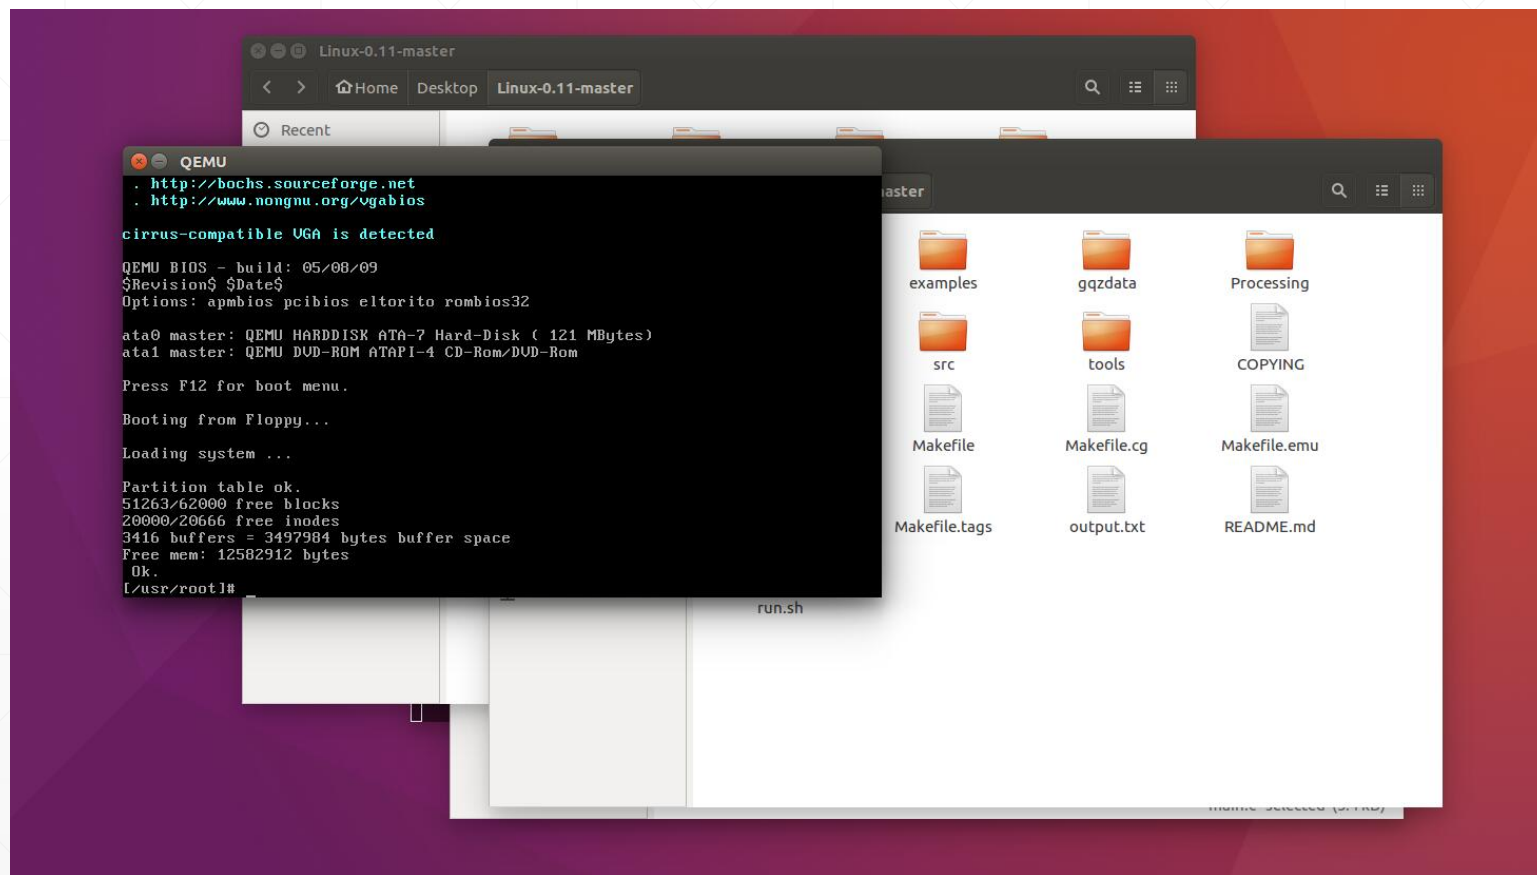 Linux-0.11-master
Home Desktop Linux-0.11-master
Recent
QEMU
. http://bochs.sourceforge.net
. http://www.nongnu.org/vgabios
cirrus-compatible VGA is detected
QEMU BIOS - build: 05/08/09
$Revision$ $Date$
Options: apmbios pcibios eltorito rombios32
ata0 master: QEMU HARDDISK ATA-7 Hard-Disk ( 121 MBytes)
ata1 master: QEMU DVD-ROM ATAPI-4 CD-Rom/DVD-Rom
Press F12 for boot menu.
Booting from Floppy...
Loading system ...
Partition table ok.
51263/62000 free blocks
20000/20666 free inodes
3416 buffers = 3497984 bytes buffer space
Free mem: 12582912 bytes
Ok.
[/usr/root]# _
aster
examples gqzdata Processing
src tools COPYING
Makefile Makefile.cg Makefile.emu
Makefile.tags output.txt README.md
run.sh